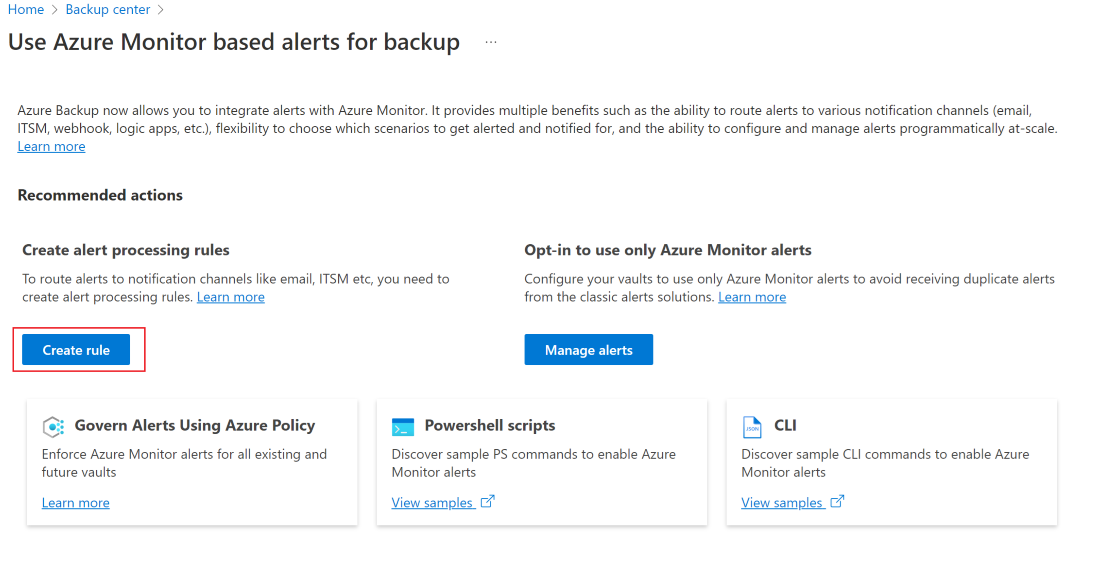 Home > Backup center >
Use Azure Monitor based alerts for backup ...
Azure Backup now allows you to integrate alerts with Azure Monitor. It provides multiple benefits such as the ability to route alerts to various notification channels (email,
ITSM, webhook, logic apps, etc.), flexibility to choose which scenarios to get alerted and notified for, and the ability to configure and manage alerts programmatically at-scale.
Learn more
Recommended actions
Create alert processing rules
To route alerts to notification channels like email, ITSM etc, you need to
create alert processing rules. Learn more
Create rule
Opt-in to use only Azure Monitor alerts
Configure your vaults to use only Azure Monitor alerts to avoid receiving duplicate alerts
from the classic alerts solutions. Learn more
Manage alerts
Govern Alerts Using Azure Policy
Enforce Azure Monitor alerts for all existing and
future vaults
Learn more
Powershell scripts
Discover sample PS commands to enable Azure
Monitor alerts
View samples
JSON
CLI
Discover sample CLI commands to enable Azure
Monitor alerts
View samples